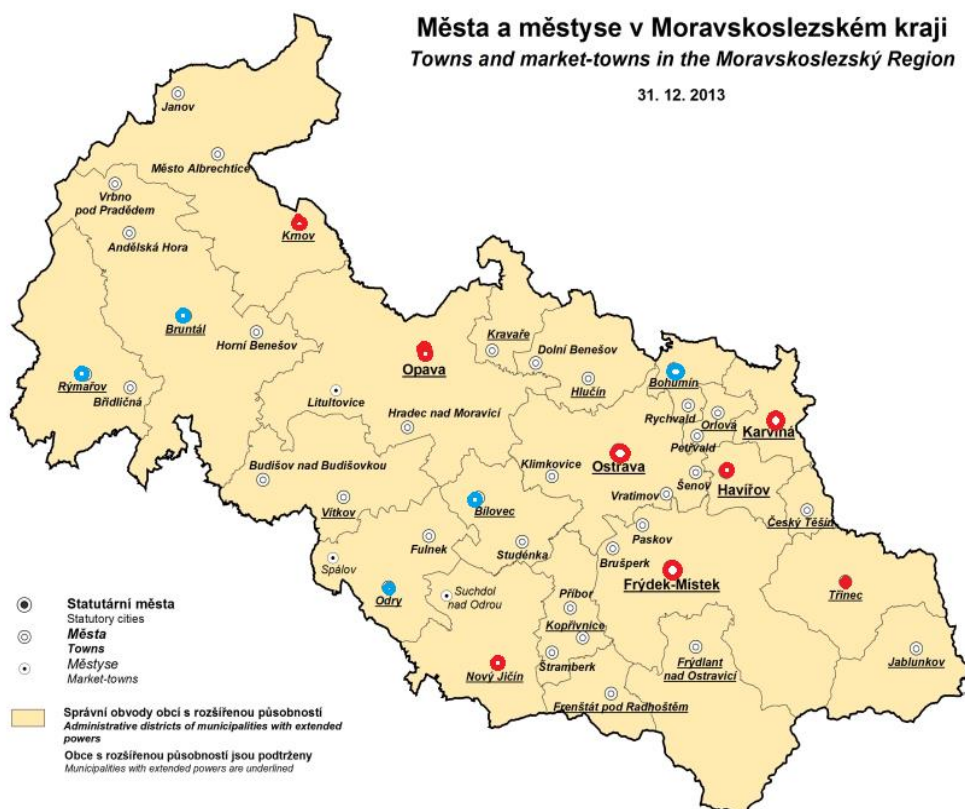 Města a městyse v Moravskoslezském kraji
Towns and market-towns in the Moravskoslezský Region
31. 12. 2013
Janov
Město Albrechtice
Vrbno
pod Pradědem
Krnov
Andělská Hora
Bruntál
Horní Benešov
Kravaře
Dolní Benešov
Opava
Hlučín
Bohumín
Rýmařov
Břidličná
Litultovice
Hradec nad Moravicí
Rychvald
Orlová
Karviná
Petřvald
Budišov nad Budišovkou
Klimkovice
Ostrava
Šenov
Havířov
Vítkov
Bílovec
Vratimov
Český Těšín
Fulnek
Studénka
Paskov
Brušperk
Spálov
Frýdek-Místek
Třinec
Odry
Suchdol
nad Odrou
Příbor
Kopřivnice
Nový Jičín
Štramberk
Frýdlant
nad Ostravicí
Jablunkov
Frenštát pod Radhoštěm
Statutární města
Statutory cities
Města
Towns
Městyse
Market-towns
Správní obvody obcí s rozšířenou působností
Administrative districts of municipalities with extended
powers
Obce s rozšířenou působností jsou podtrženy
Municipalities with extended powers are underlined